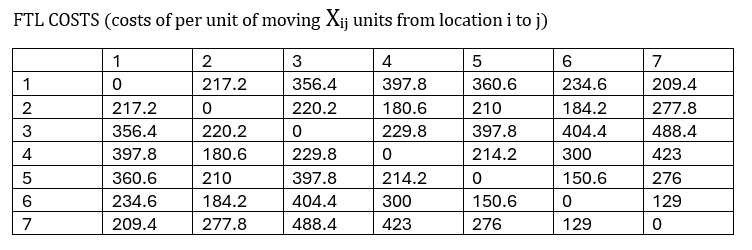 FTL COSTS (costs of per unit of moving Xij units from location i to j)
1 2 3 4 5 6 7
1 0 217.2 356.4 397.8 360.6 234.6 209.4
2 217.2 0 220.2 180.6 210 184.2 277.8
3 356.4 220.2 0 229.8 397.8 404.4 488.4
4 397.8 180.6 229.8 0 214.2 300 423
5 360.6 210 397.8 214.2 0 150.6 276
6 234.6 184.2 404.4 300 150.6 0 129
7 209.4 277.8 488.4 423 276 129 0